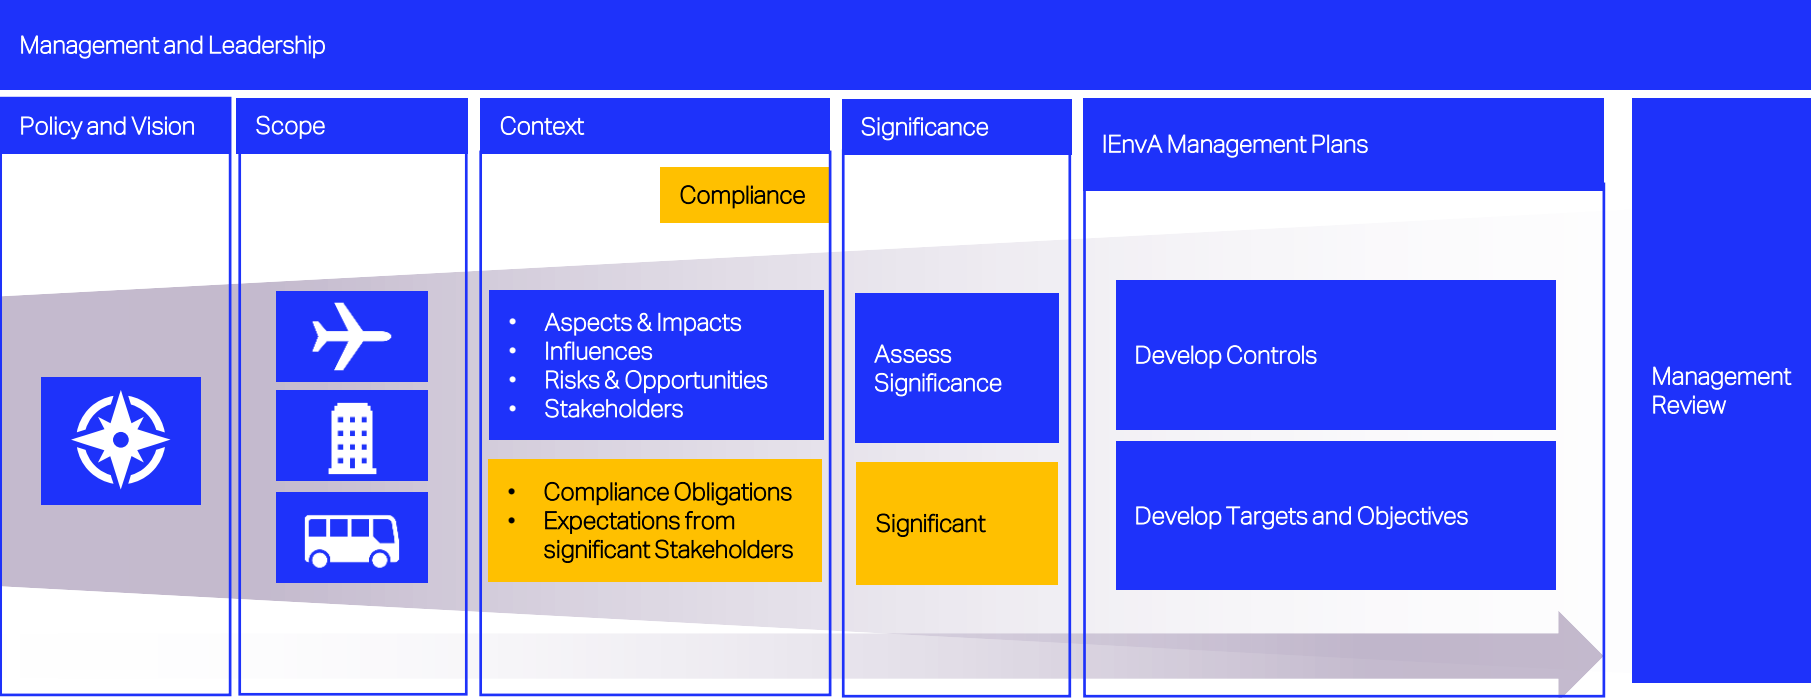 Management and Leadership
Policy and Vision
Scope
Context
Significance
IEnvA Management Plans
Compliance
• Aspects & Impacts
• Influences
• Risks & Opportunities
• Stakeholders
• Compliance Obligations
• Expectations from
significant Stakeholders
Assess
Significance
Significant
Develop Controls
Develop Targets and Objectives
Management
Review